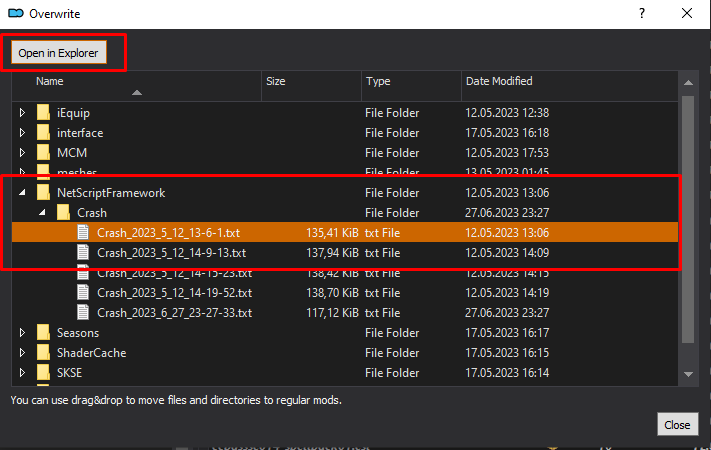 Overwrite
Open in Explorer
Name Size Type Date Modified
iEquip File Folder 12.05.2023 12:38
interface File Folder 17.05.2023 16:18
MCM File Folder 12.05.2023 17:53
meshes File Folder 13.05.2023 01:45
NetScriptFramework File Folder 12.05.2023 13:06
Crash File Folder 27.06.2023 23:27
Crash_2023_5_12_13-6-1.txt 135,41 KiB txt File 12.05.2023 13:06
Crash_2023_5_12_14-9-13.txt 137,94 KiB txt File 12.05.2023 14:09
Crash_2023_5_12_14-15-23.txt 138,42 KiB txt File 12.05.2023 14:15
Crash_2023_5_12_14-19-52.txt 138,70 KiB txt File 12.05.2023 14:19
Crash_2023_6_27_23-27-33.txt 117,12 KiB txt File 27.06.2023 23:27
Seasons File Folder 17.05.2023 16:17
ShaderCache File Folder 17.05.2023 16:15
SKSE File Folder 17.05.2023 16:14
You can use drag&drop to move files and directories to regular mods.
Close